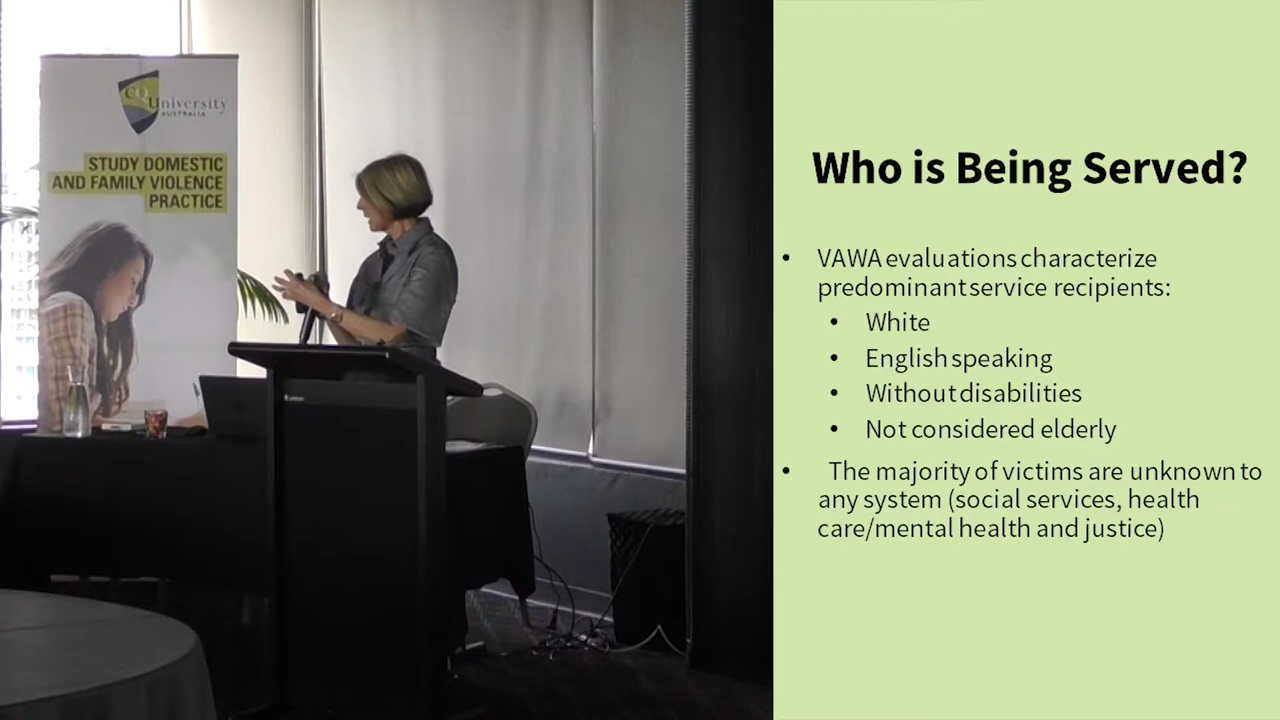 CQUniversity
AUSTRALIA
STUDY DOMESTIC
AND FAMILY VIOLENCE
PRACTICE
Who is Being Served?
• VAWA evaluations characterize
predominant service recipients:
• White
• English speaking
• Without disabilities
• Not considered elderly
• The majority of victims are unknown to
any system (social services, health
care/mental health and justice)